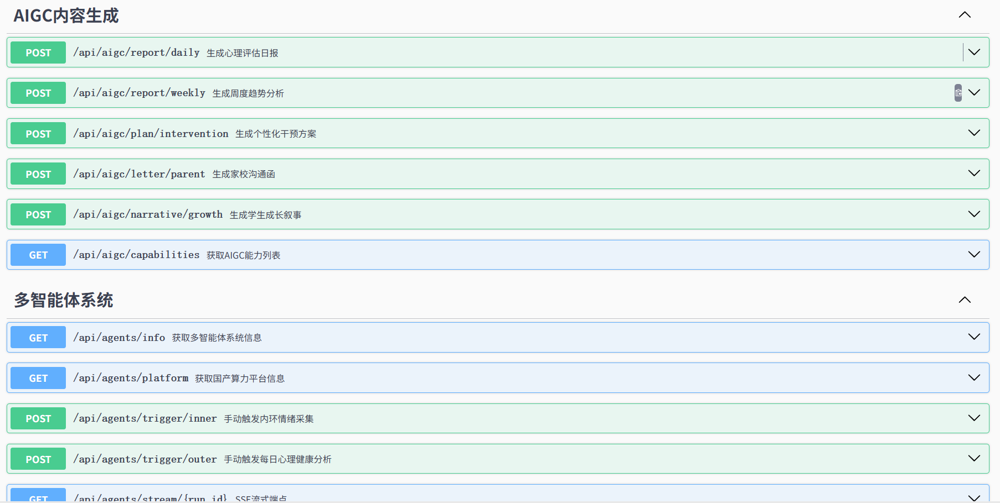 AIGC内容生成
POST /api/aigc/report/daily 生成心理评估日报
POST /api/aigc/report/weekly 生成周度趋势分析
POST /api/aigc/plan/intervention 生成个性化干预方案
POST /api/aigc/letter/parent 生成家校沟通函
POST /api/aigc/narrative/growth 生成学生成长叙事
GET /api/aigc/capabilities 获取AIGC能力列表
多智能体系统
GET /api/agents/info 获取多智能体系统信息
GET /api/agents/platform 获取国产算力平台信息
POST /api/agents/trigger/inner 手动触发内环情绪采集
POST /api/agents/trigger/outer 手动触发每日心理健康分析
GET /api/agents/stream/{run_id} SSE流式端点